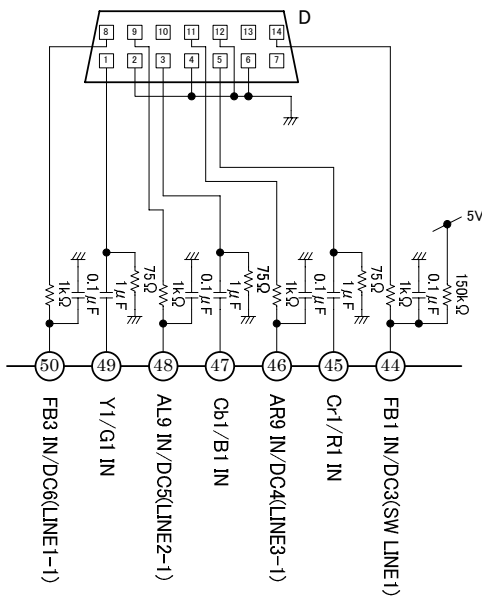 D
8 9 10 11 12 13 14
1 2 3 4 5 6 7
5V
1kΩ
0.1μF
1μF
75Ω
1kΩ
0.1μF
1μF
75Ω
1kΩ
0.1μF
1μF
75Ω
1kΩ
0.1μF
150kΩ
50 49 48 47 46 45 44
FB3 IN/DC6(LINE1-1)
Y1/G1 IN
AL9 IN/DC5(LINE2-1)
Cb1/B1 IN
AR9 IN/DC4(LINE3-1)
Cr1/R1 IN
FB1 IN/DC3(SW LINE1)